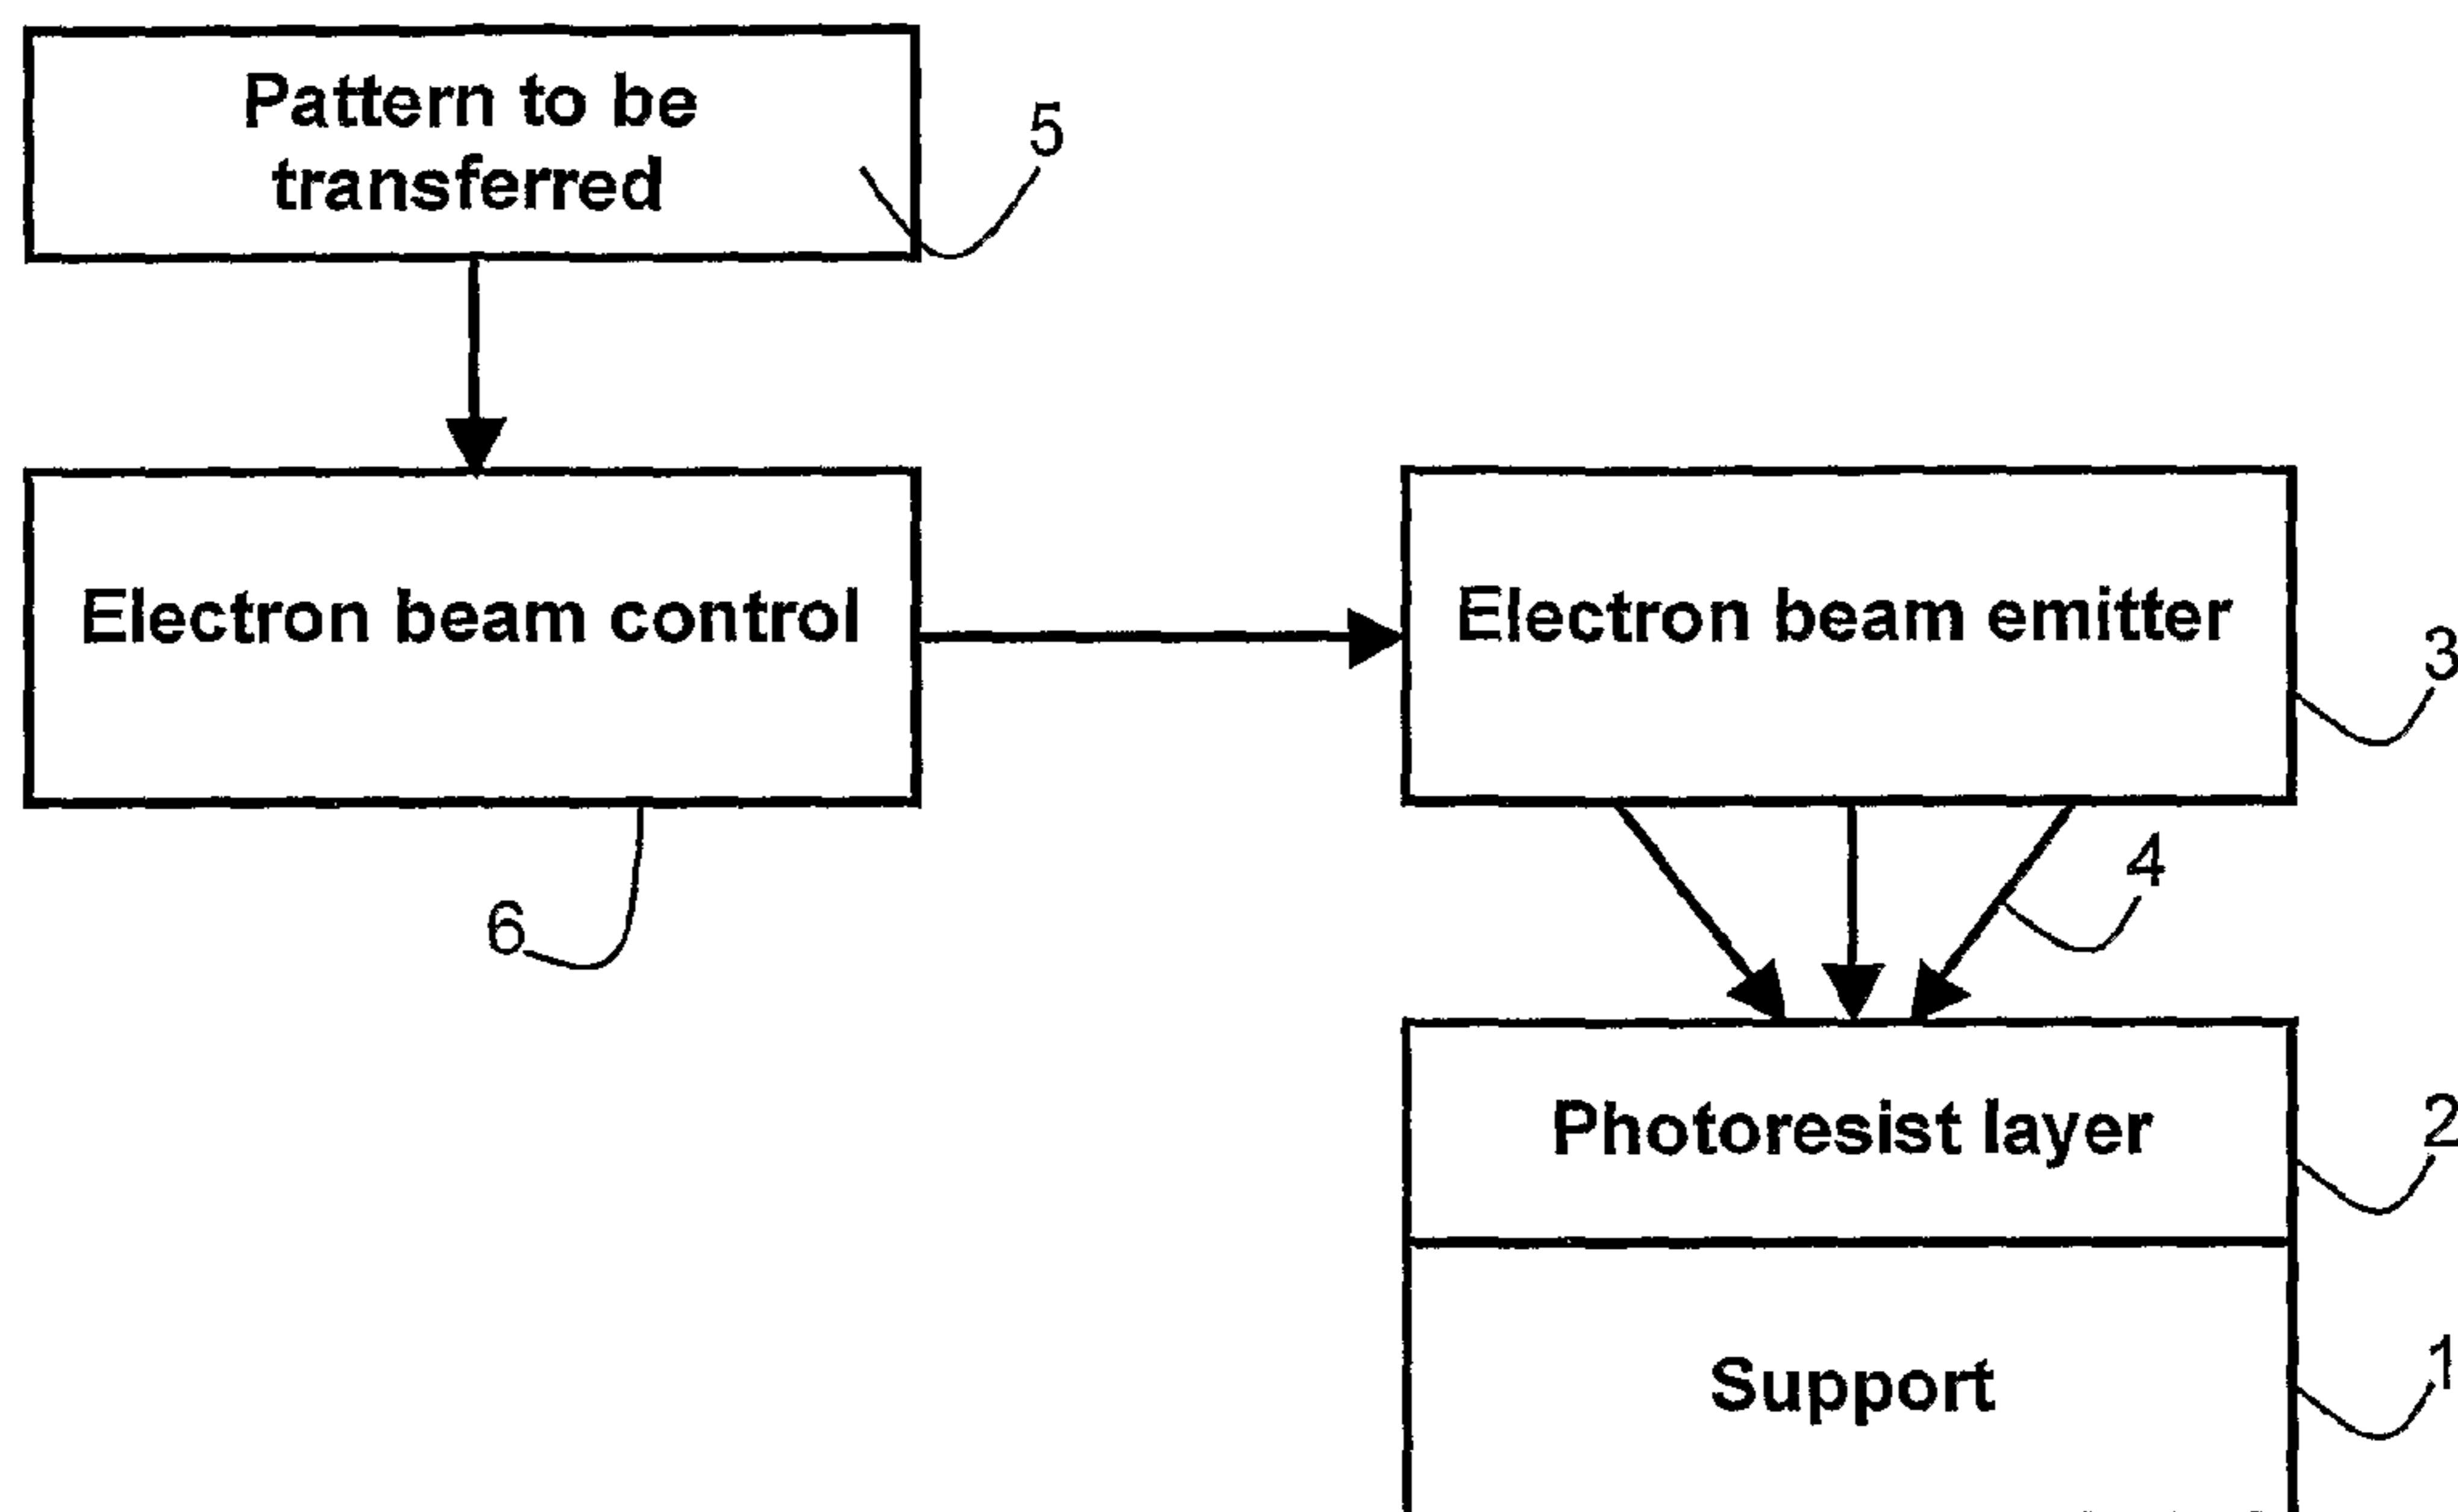 Pattern to be
transferred
5
Electron beam control
Electron beam emitter
3
4
6
Photoresist layer
2
Support
1